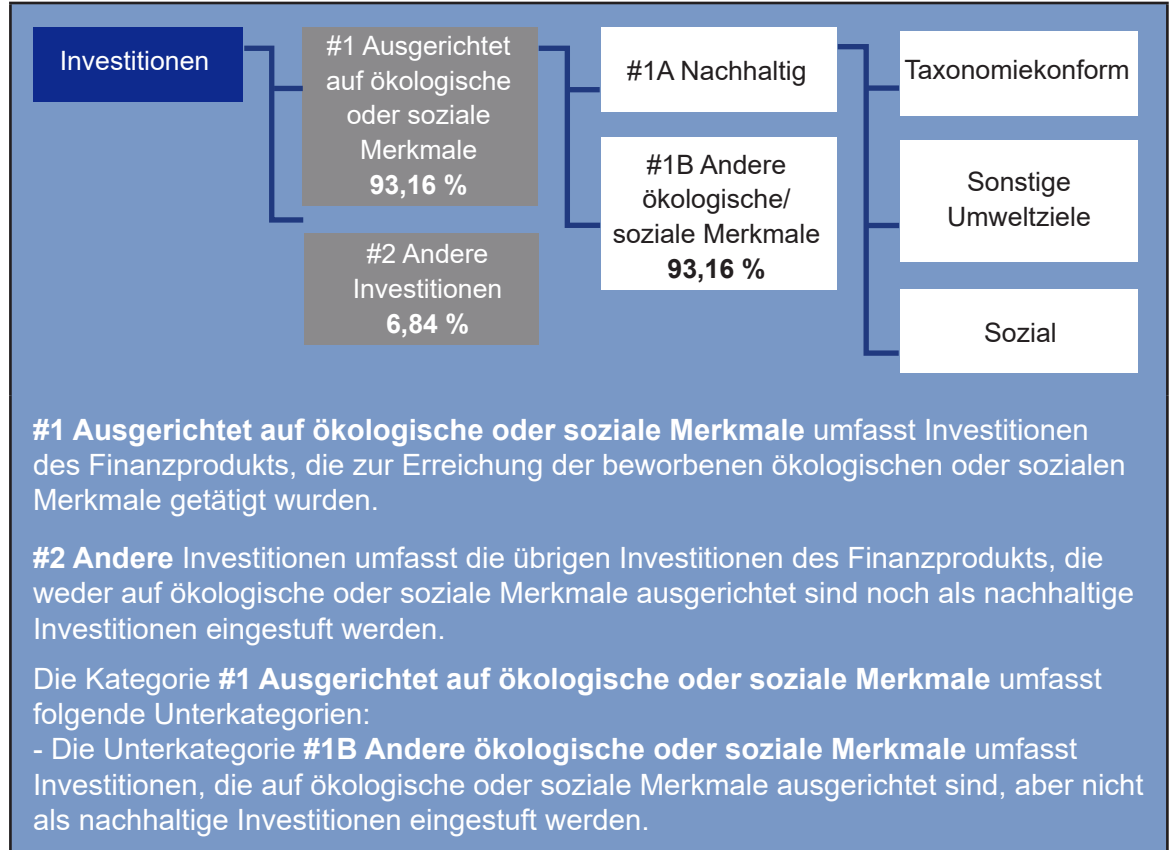 Investitionen
#1 Ausgerichtet
auf ökologische
oder soziale
Merkmale
93,16 %
#2 Andere
Investitionen
6,84 %
#1A Nachhaltig
#1B Andere
ökologische/
soziale Merkmale
93,16 %
Taxonomiekonform
Sonstige
Umweltziele
Sozial
#1 Ausgerichtet auf ökologische oder soziale Merkmale umfasst Investitionen
des Finanzprodukts, die zur Erreichung der beworbenen ökologischen oder sozialen
Merkmale getätigt wurden.
#2 Andere Investitionen umfasst die übrigen Investitionen des Finanzprodukts, die
weder auf ökologische oder soziale Merkmale ausgerichtet sind noch als nachhaltige
Investitionen eingestuft werden.
Die Kategorie #1 Ausgerichtet auf ökologische oder soziale Merkmale umfasst
folgende Unterkategorien:
- Die Unterkategorie #1B Andere ökologische oder soziale Merkmale umfasst
Investitionen, die auf ökologische oder soziale Merkmale ausgerichtet sind, aber nicht
als nachhaltige Investitionen eingestuft werden.